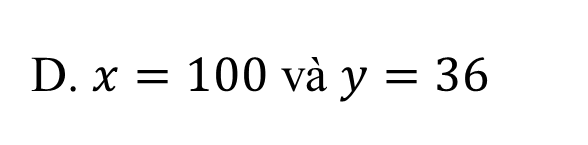 D. x = 100 và y = 36